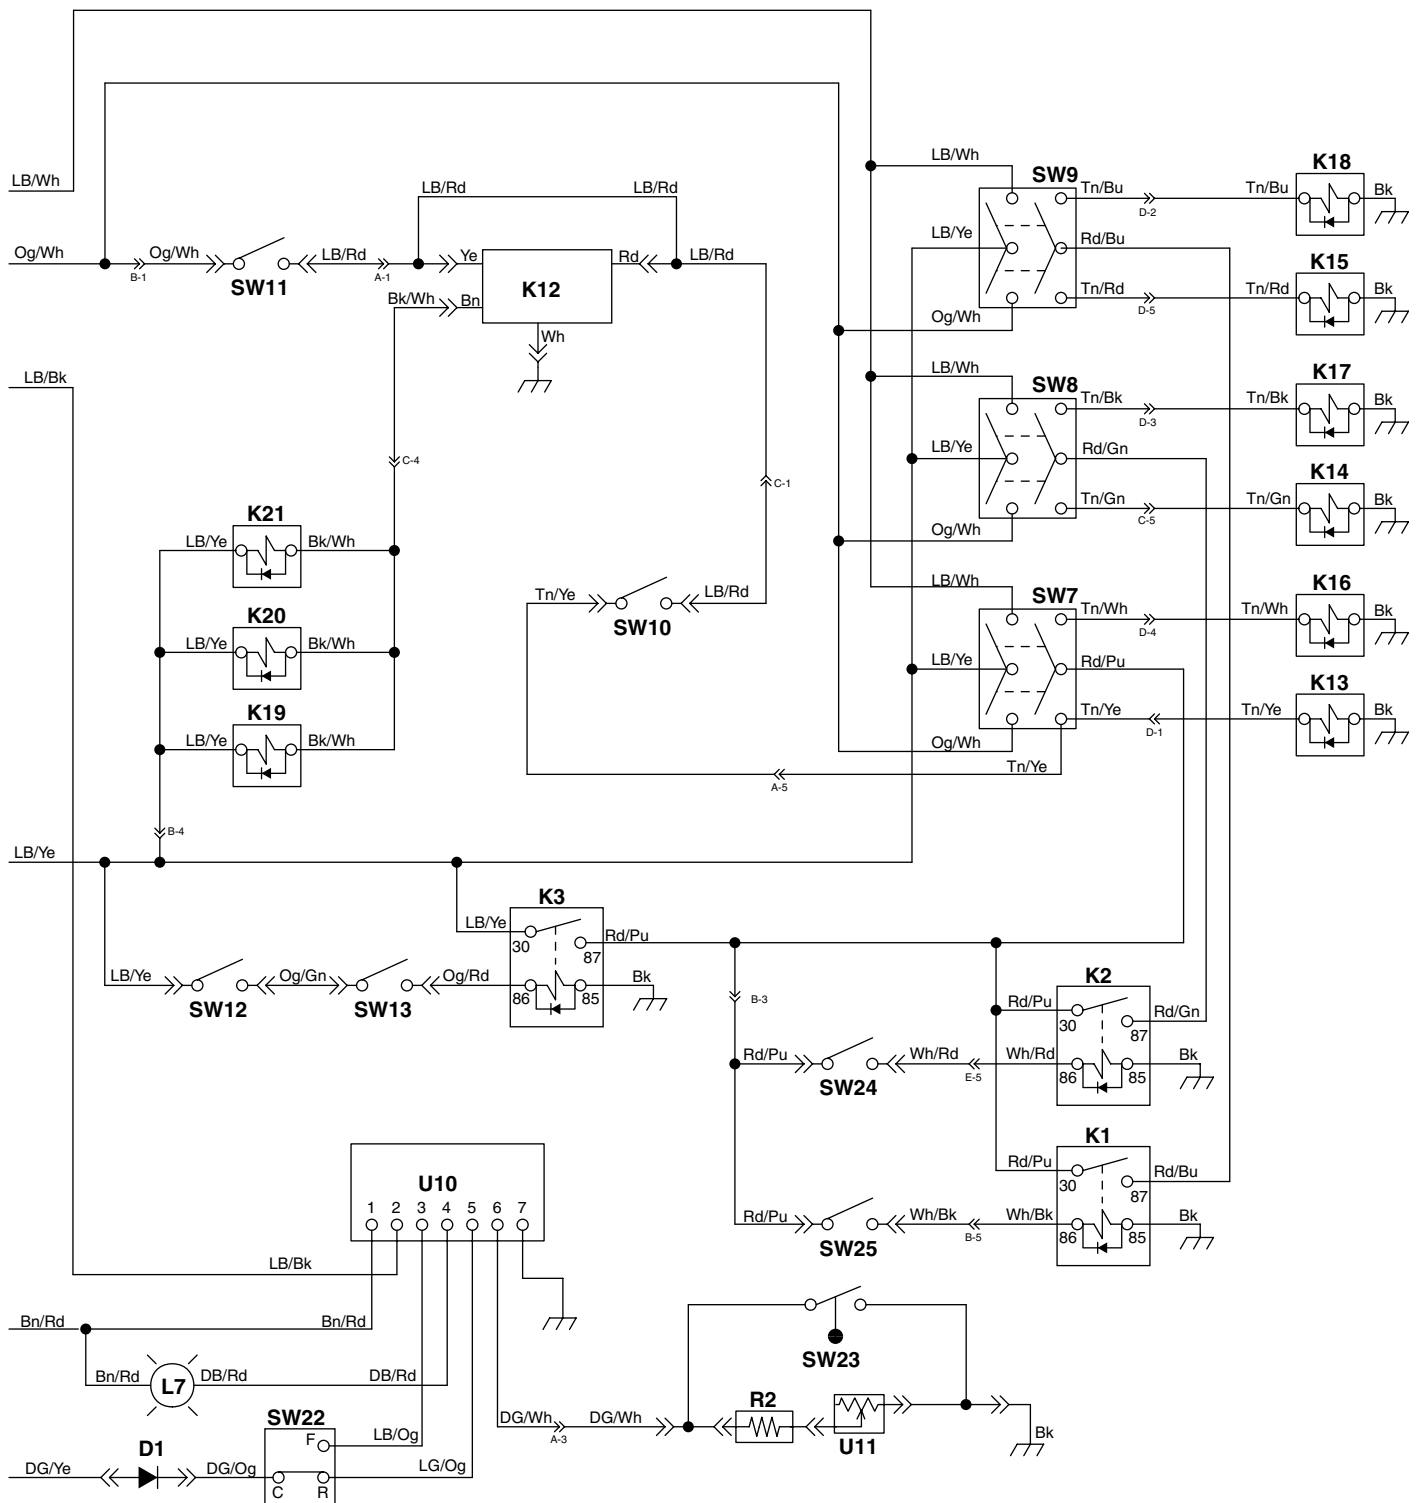 LB/Wh
LB/Wh SW9 K18
Tn/Bu Tn/Bu Bk
D-2
LB/Rd LB/Rd
Og/Wh Og/Wh LB/Rd Ye Rd LB/Rd
B-1 SW11 A-1
K12
Bk/Wh Bn
Wh
LB/Ye Rd/Bu
K15
Tn/Rd Tn/Rd Bk
D-5
Og/Wh
LB/Bk
LB/Wh SW8 K17
Tn/Bk Tn/Bk Bk
D-3
LB/Ye Rd/Gn
C-4
C-1
K14
Tn/Gn Tn/Gn Bk
C-5
Og/Wh
K21
LB/Ye Bk/Wh
LB/Wh SW7 K16
Tn/Ye LB/Rd
SW10
Tn/Wh Tn/Wh Bk
D-4
K20
LB/Ye Bk/Wh
LB/Ye Rd/Pu
K13
Tn/Ye Tn/Ye Bk
D-1
K19
LB/Ye Bk/Wh
Og/Wh
Tn/Ye
A-5
B-4
LB/Ye
K3
LB/Ye
30
87
Rd/Pu
LB/Ye Og/Gn Og/Rd
SW12 SW13
86 85
Bk
B-3
K2
Rd/Pu
30
87
Rd/Gn
Rd/Pu Wh/Rd Wh/Rd
SW24 E-5
86 85
Bk
K1
Rd/Pu
30
87
Rd/Bu
Rd/Pu Wh/Bk Wh/Bk
SW25 B-5
86 85
Bk
U10
1 2 3 4 5 6 7
LB/Bk
Bn/Rd Bn/Rd
Bn/Rd L7 DB/Rd DB/Rd
SW23
SW22
F
LB/Og
DG/Wh DG/Wh
A-3
R2
U11
Bk
D1
DG/Ye DG/Og
C R
LG/Og